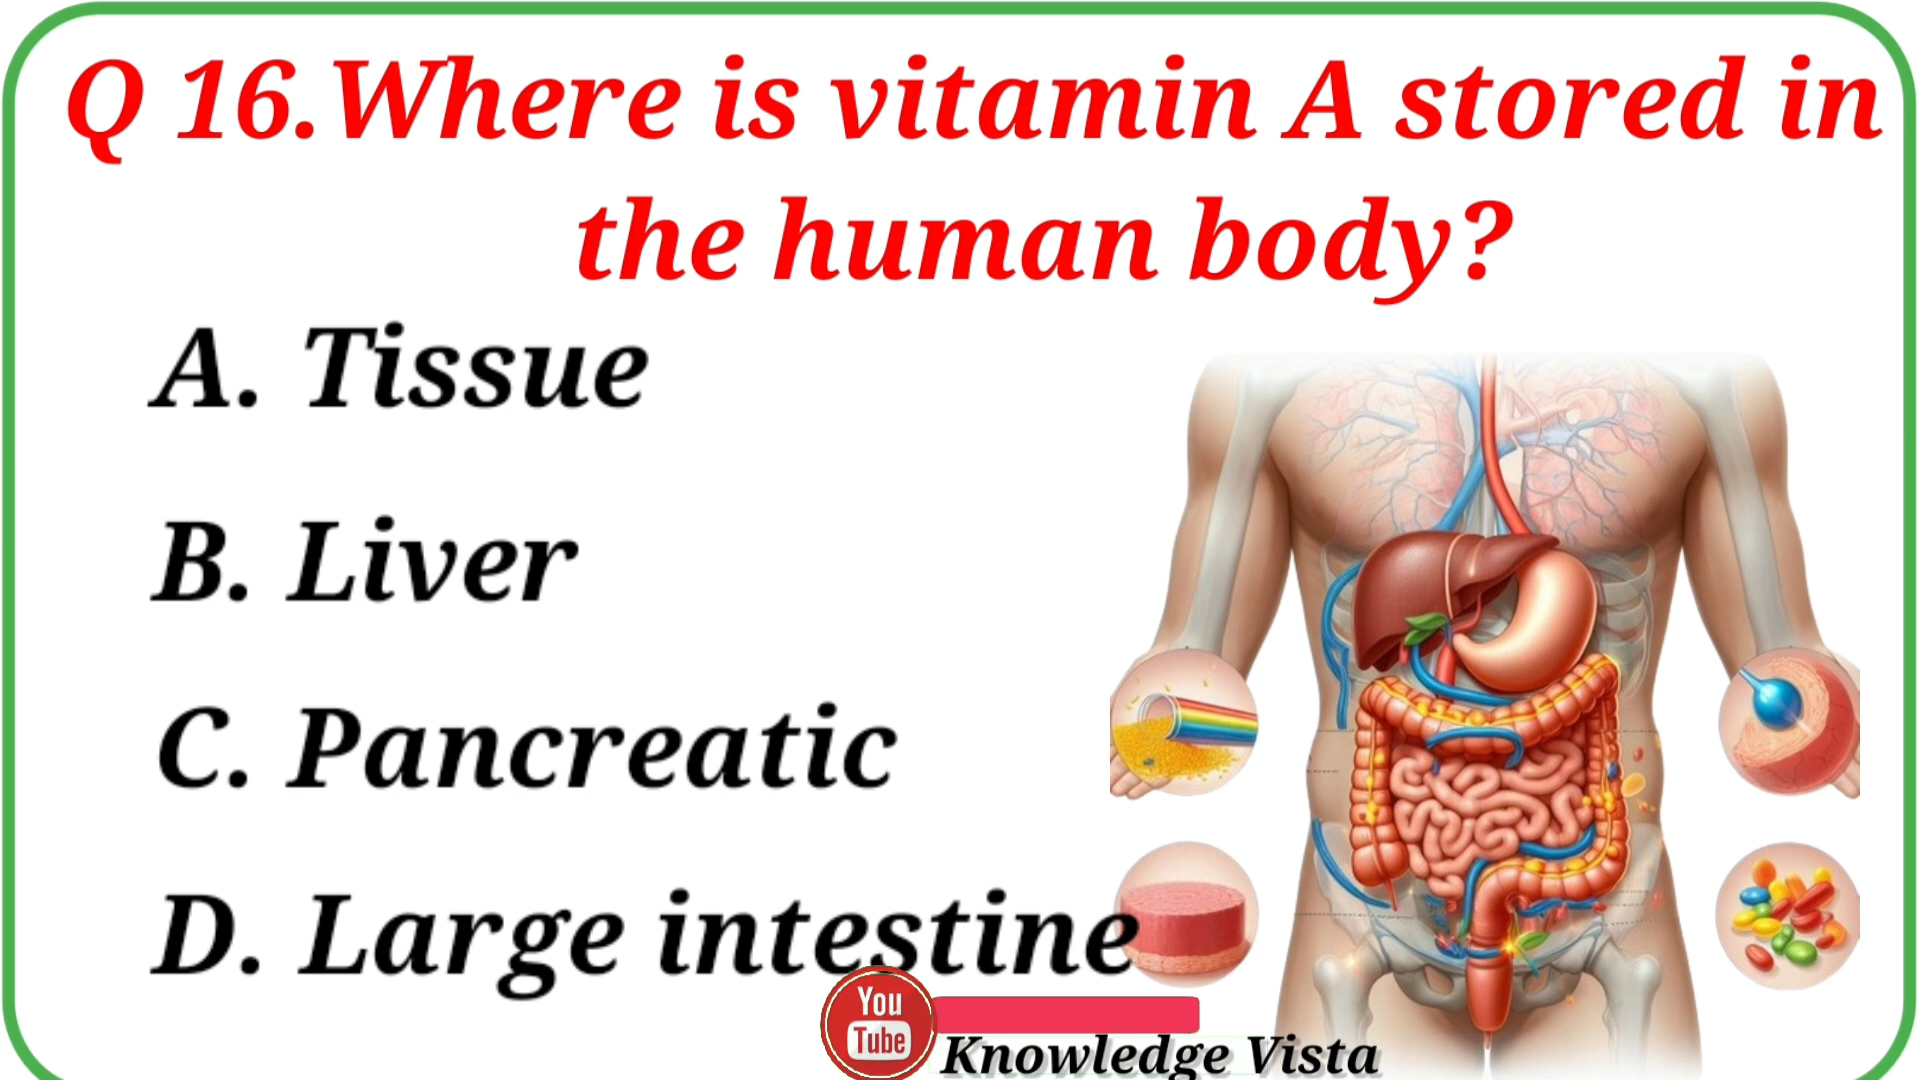 Q 16.Where is vitamin A stored in
the human body?
A. Tissue
B. Liver
C. Pancreatic
D. Large intestine
You
Tube
Knowledge Vista